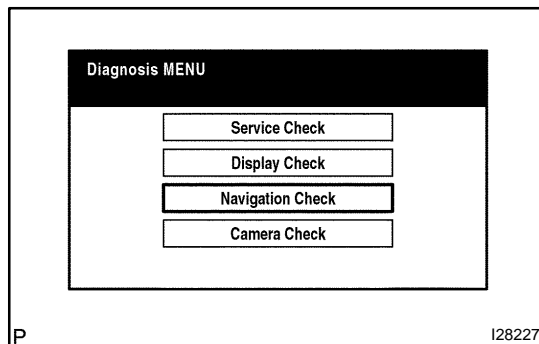 Diagnosis MENU
Service Check
Display Check
Navigation Check
Camera Check
P
I28227